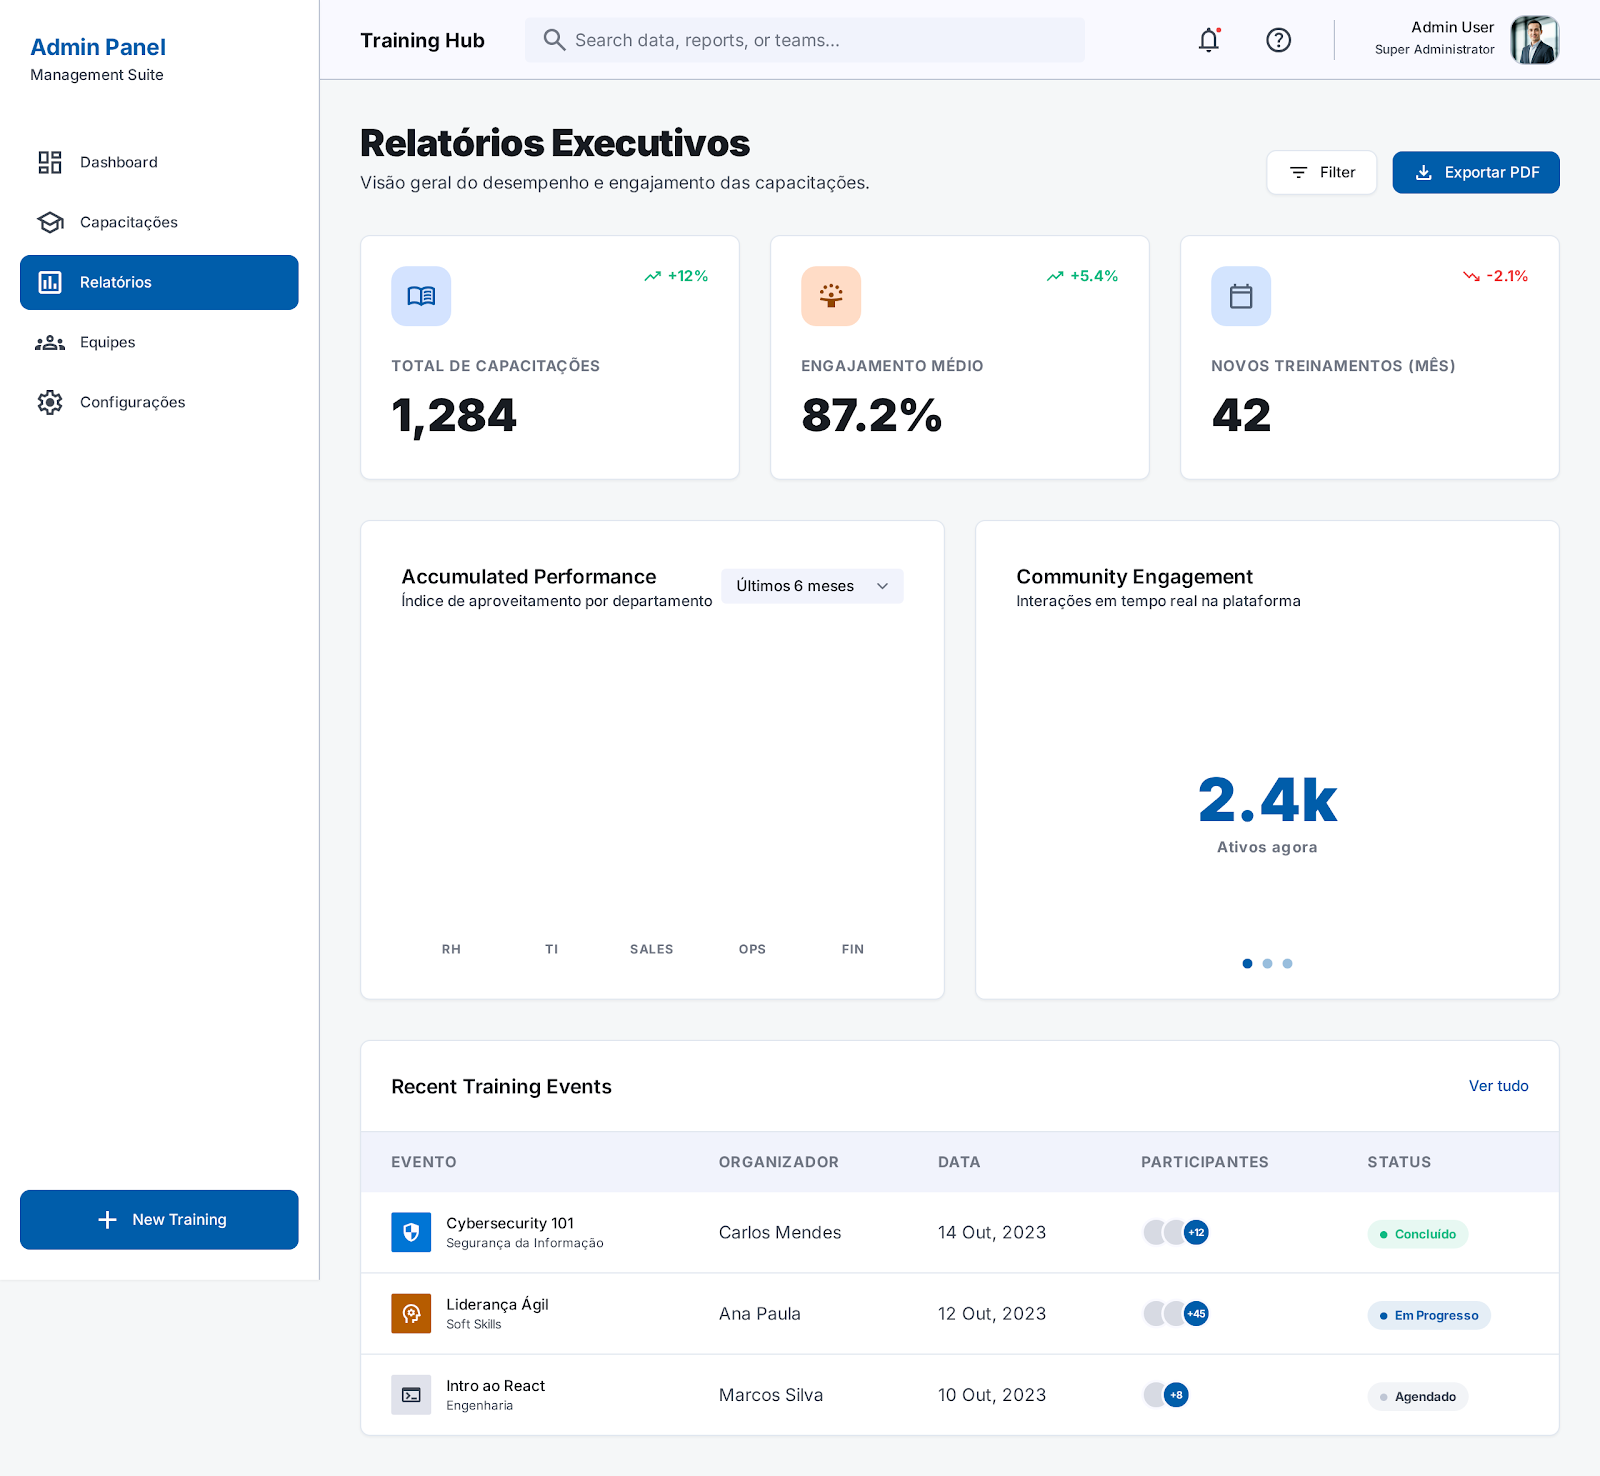 Admin Panel
Management Suite
Dashboard
Capacitações
Relatórios
Equipes
Configurações
New Training
Training Hub
Search data, reports, or teams...
Admin User
Super Administrator
Relatórios Executivos
Visão geral do desempenho e engajamento das capacitações.
Filter
Exportar PDF
+12%
TOTAL DE CAPACITAÇÕES
1,284
+5.4%
ENGAJAMENTO MÉDIO
87.2%
-2.1%
NOVOS TREINAMENTOS (MÊS)
42
Accumulated Performance
Índice de aproveitamento por departamento
Últimos 6 meses
RH TI SALES OPS FIN
Community Engagement
Interações em tempo real na plataforma
2.4k
Ativos agora
Recent Training Events
Ver tudo
EVENTO ORGANIZADOR DATA PARTICIPANTES STATUS
Cybersecurity 101
Segurança da Informação
Carlos Mendes
14 Out, 2023
+12
Concluído
Liderança Ágil
Soft Skills
Ana Paula
12 Out, 2023
+45
Em Progresso
Intro ao React
Engenharia
Marcos Silva
10 Out, 2023
+8
Agendado